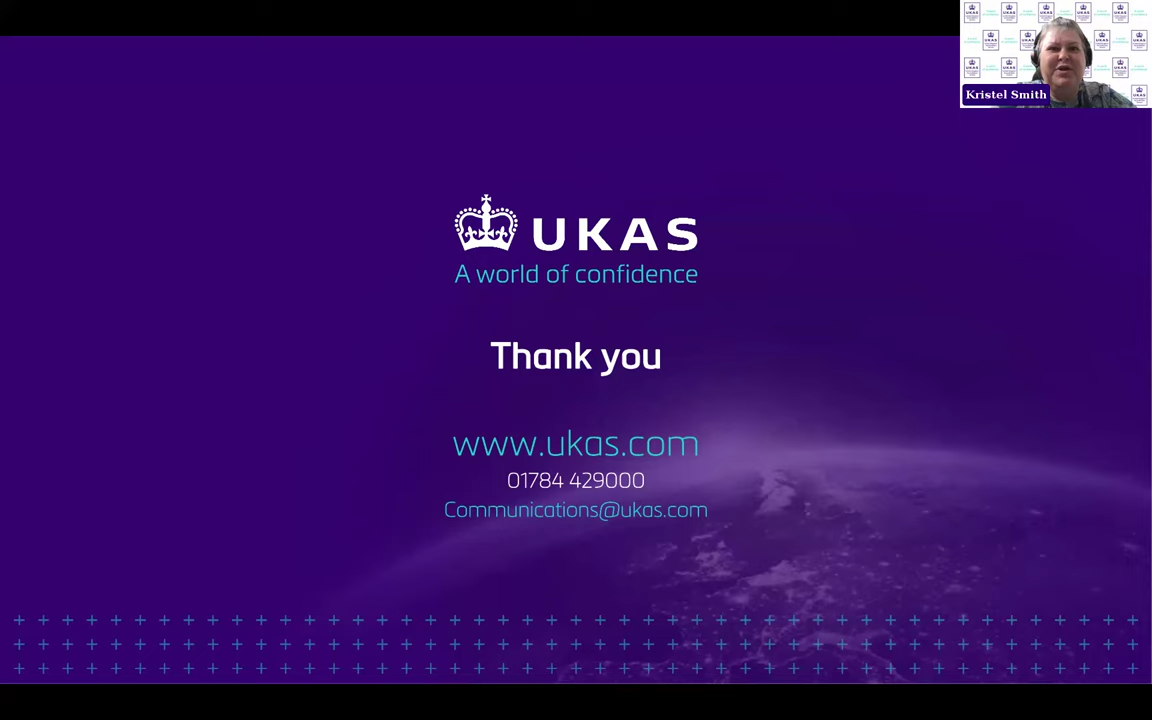 Kristel Smith
UKAS
A world of confidence
Thank you
www.ukas.com
01784 429000
Communications@ukas.com